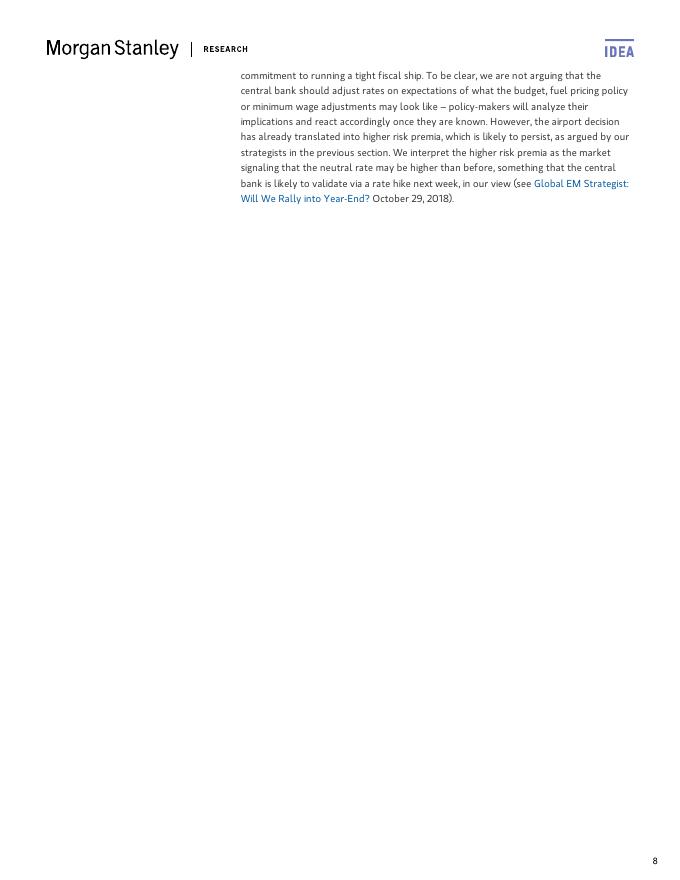 Morgan Stanley | RESEARCH
IDEA
commitment to running a tight fiscal ship. To be clear, we are not arguing that the
central bank should adjust rates on expectations of what the budget, fuel pricing policy
or minimum wage adjustments may look like – policy-makers will analyze their
implications and react accordingly once they are known. However, the airport decision
has already translated into higher risk premia, which is likely to persist, as argued by our
strategists in the previous section. We interpret the higher risk premia as the market
signaling that the neutral rate may be higher than before, something that the central
bank is likely to validate via a rate hike next week, in our view (see Global EM Strategist:
Will We Rally into Year-End? October 29, 2018).
8